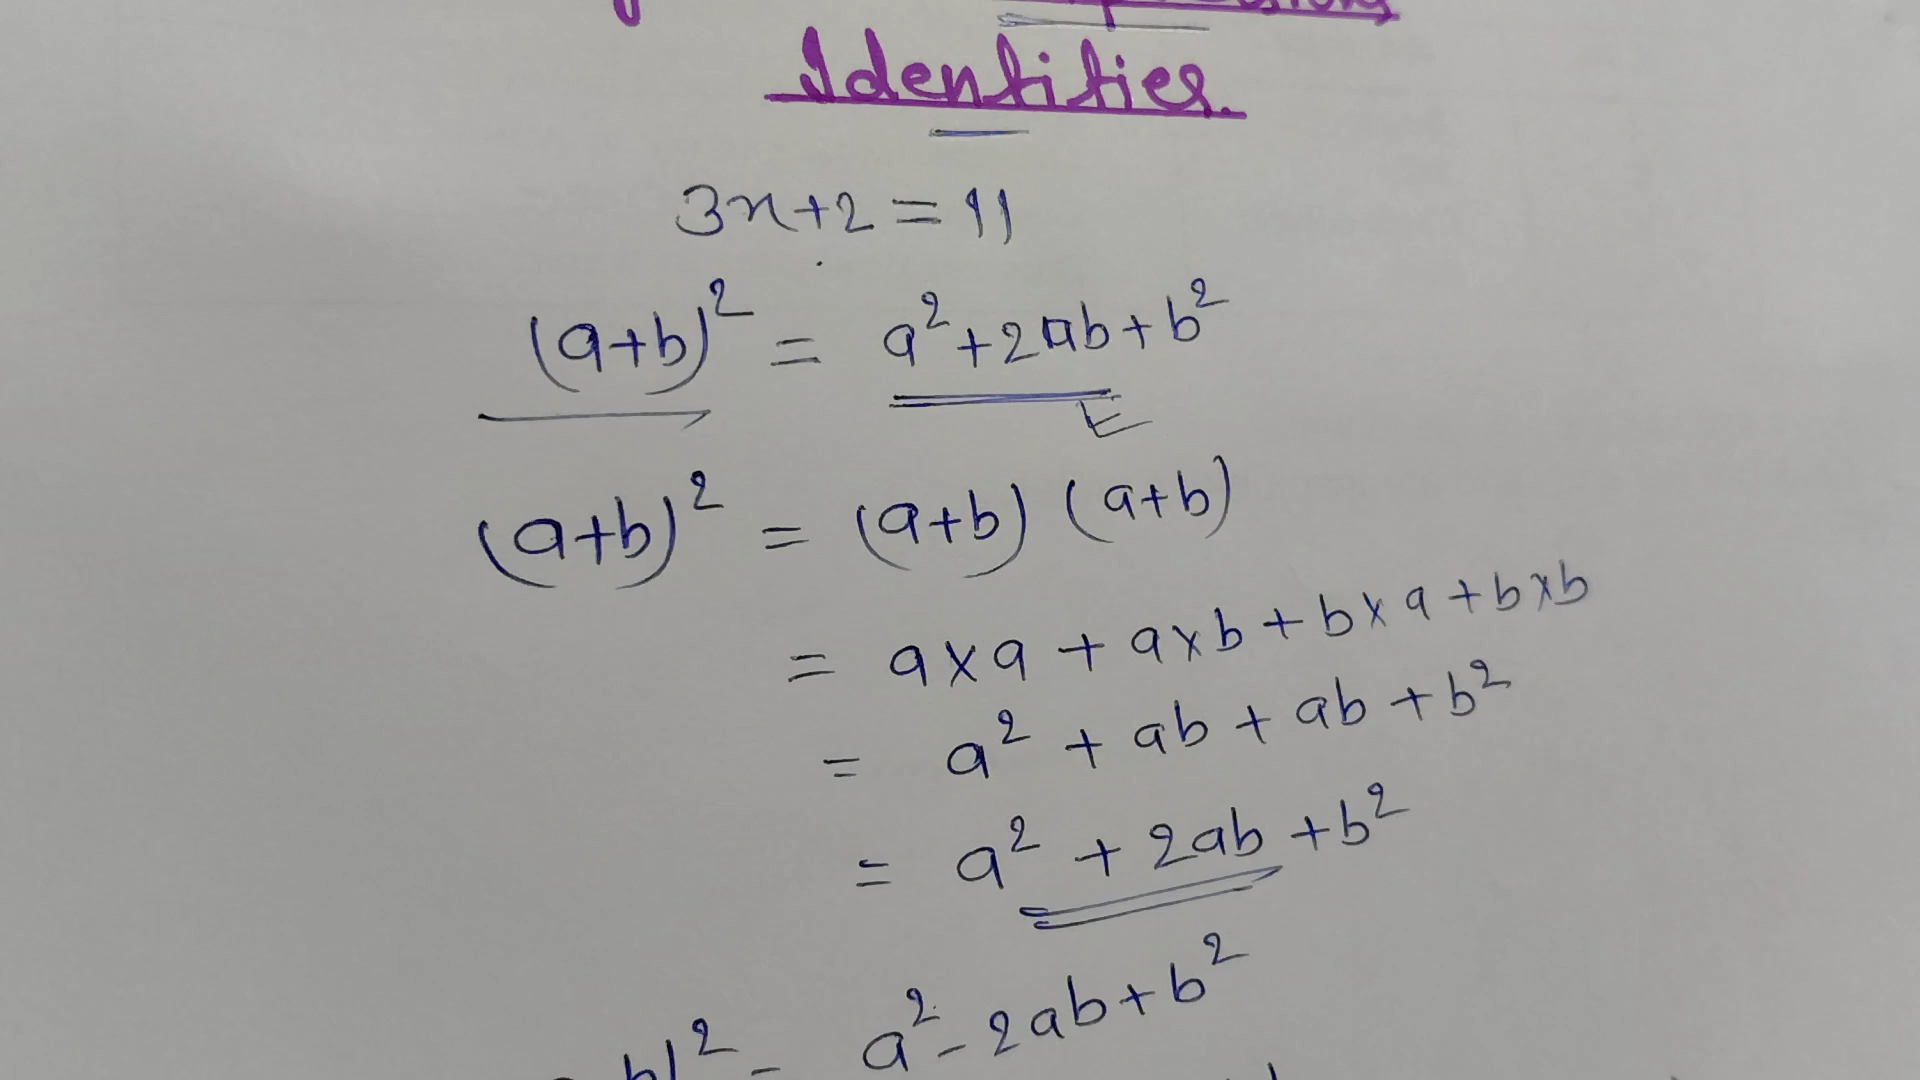 Identities.
3x+2=11
(a+b)² = a²+2ab+b²
(a+b)² = (a+b) (a+b)
= a×a + a×b + b×a + b×b
= a² + ab + ab + b²
= a² + 2ab + b²
b)² = a² - 2ab + b²